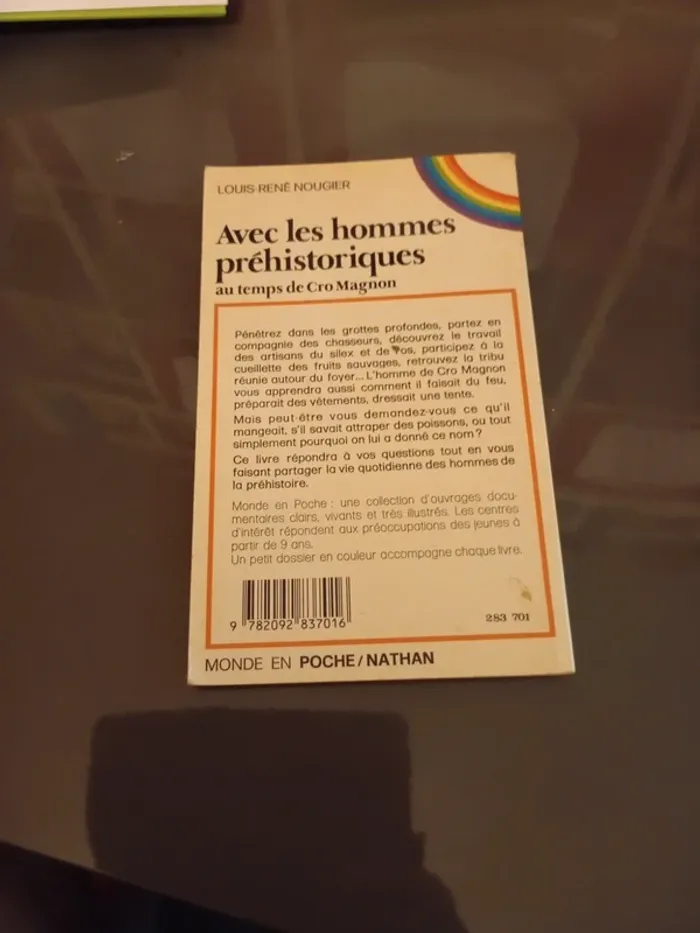 LOUIS-RENÉ NOUGIER
Avec les hommes
préhistoriques
au temps de Cro Magnon
Pénétrez dans les grottes profondes, partez en
compagnie des chasseurs, découvrez le travail
des artisans du silex et de l'os, participez à la
cueillette des fruits sauvages, retrouvez la tribu
réunie autour du foyer... L'homme de Cro Magnon
vous apprendra aussi comment il faisait du feu,
préparait des vêtements, dressait une tente.
Mais peut-être vous demandez-vous ce qu'il
mangeait, s'il savait attraper des poissons, ou tout
simplement pourquoi on lui a donné ce nom ?
Ce livre répondra à vos questions tout en vous
faisant partager la vie quotidienne des hommes de
la préhistoire.
Monde en Poche : une collection d'ouvrages docu-
mentaires clairs, vivants et très illustrés. Les centres
d'intérêt répondent aux préoccupations des jeunes à
partir de 9 ans.
Un petit dossier en couleur accompagne chaque livre.
9 782092 837016
283 701
MONDE EN POCHE / NATHAN